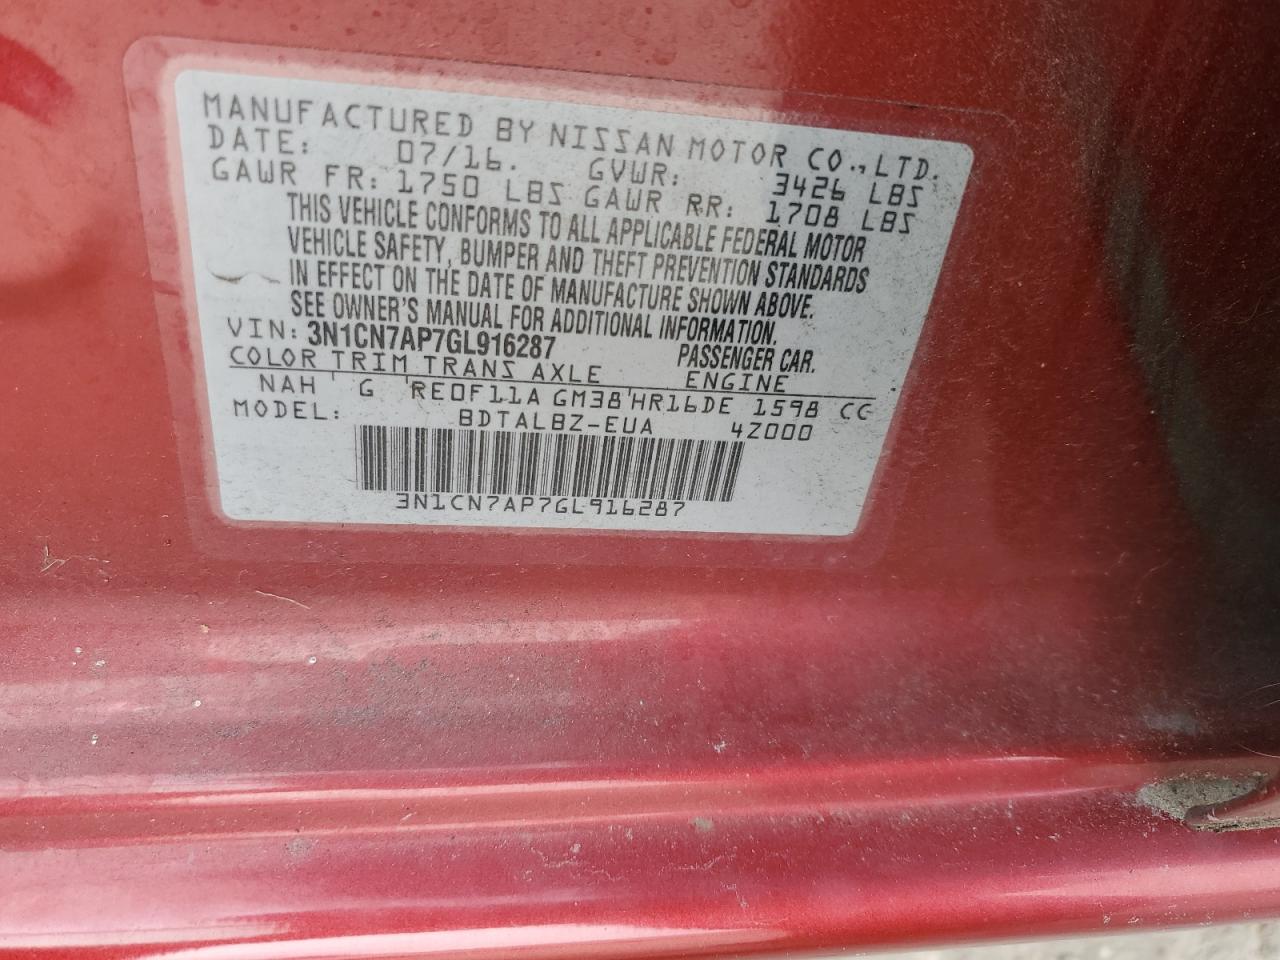 MANUFACTURED BY NISSAN MOTOR CO.,LTD.
DATE: 07/16. GVWR: 3426 LBS
GAWR FR: 1750 LBS GAWR RR: 1708 LBS
THIS VEHICLE CONFORMS TO ALL APPLICABLE FEDERAL MOTOR
VEHICLE SAFETY, BUMPER AND THEFT PREVENTION STANDARDS
IN EFFECT ON THE DATE OF MANUFACTURE SHOWN ABOVE.
SEE OWNER'S MANUAL FOR ADDITIONAL INFORMATION.
VIN: 3N1CN7AP7GL916287 PASSENGER CAR.
COLOR TRIM TRANS AXLE ENGINE
NAH G RE0F11A GM38 HR16DE 1598 CC
MODEL: BDTALBZ-EUA 4Z000
3N1CN7AP7GL916287